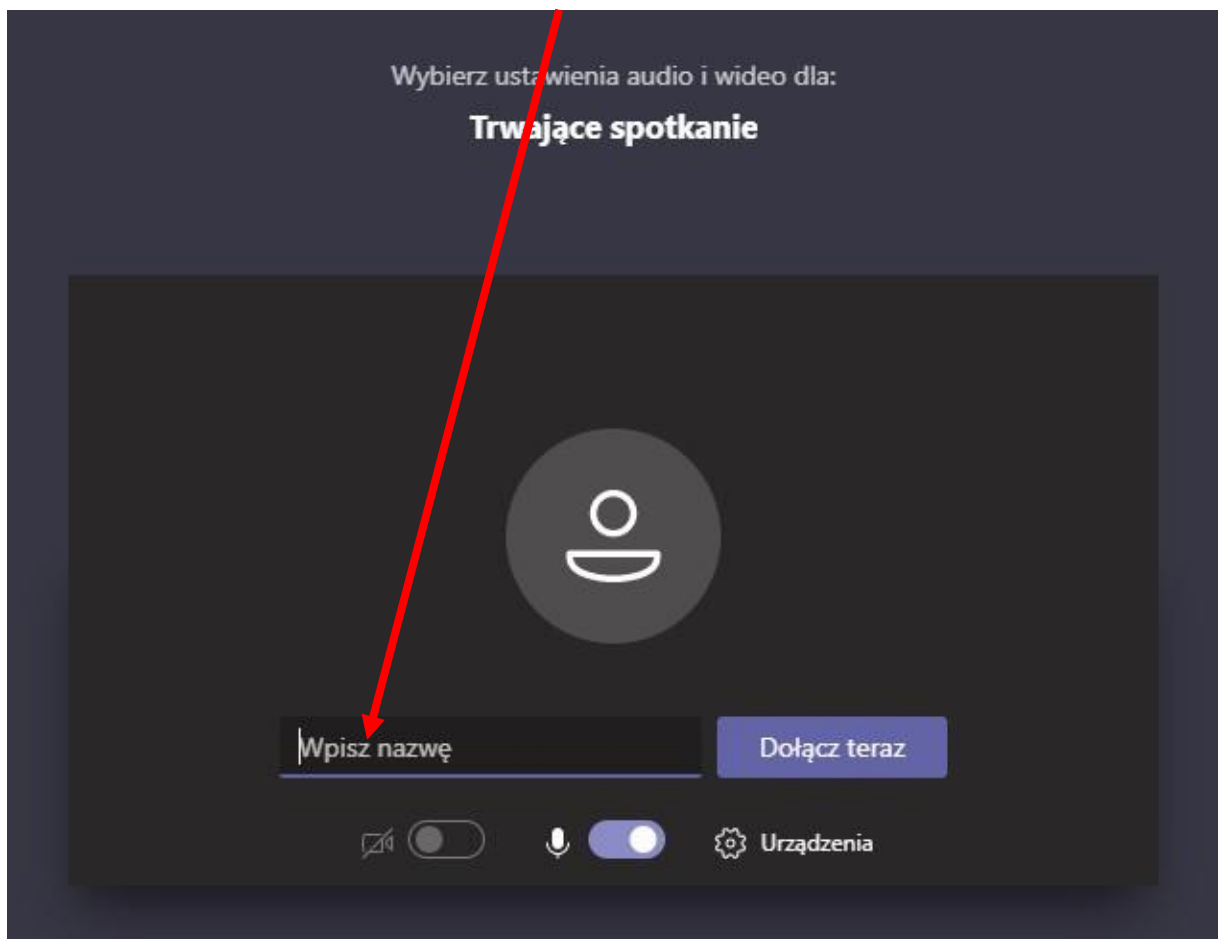 Wybierz ustawienia audio i wideo dla:
Trwające spotkanie
Wpisz nazwę
Dołącz teraz
Urządzenia